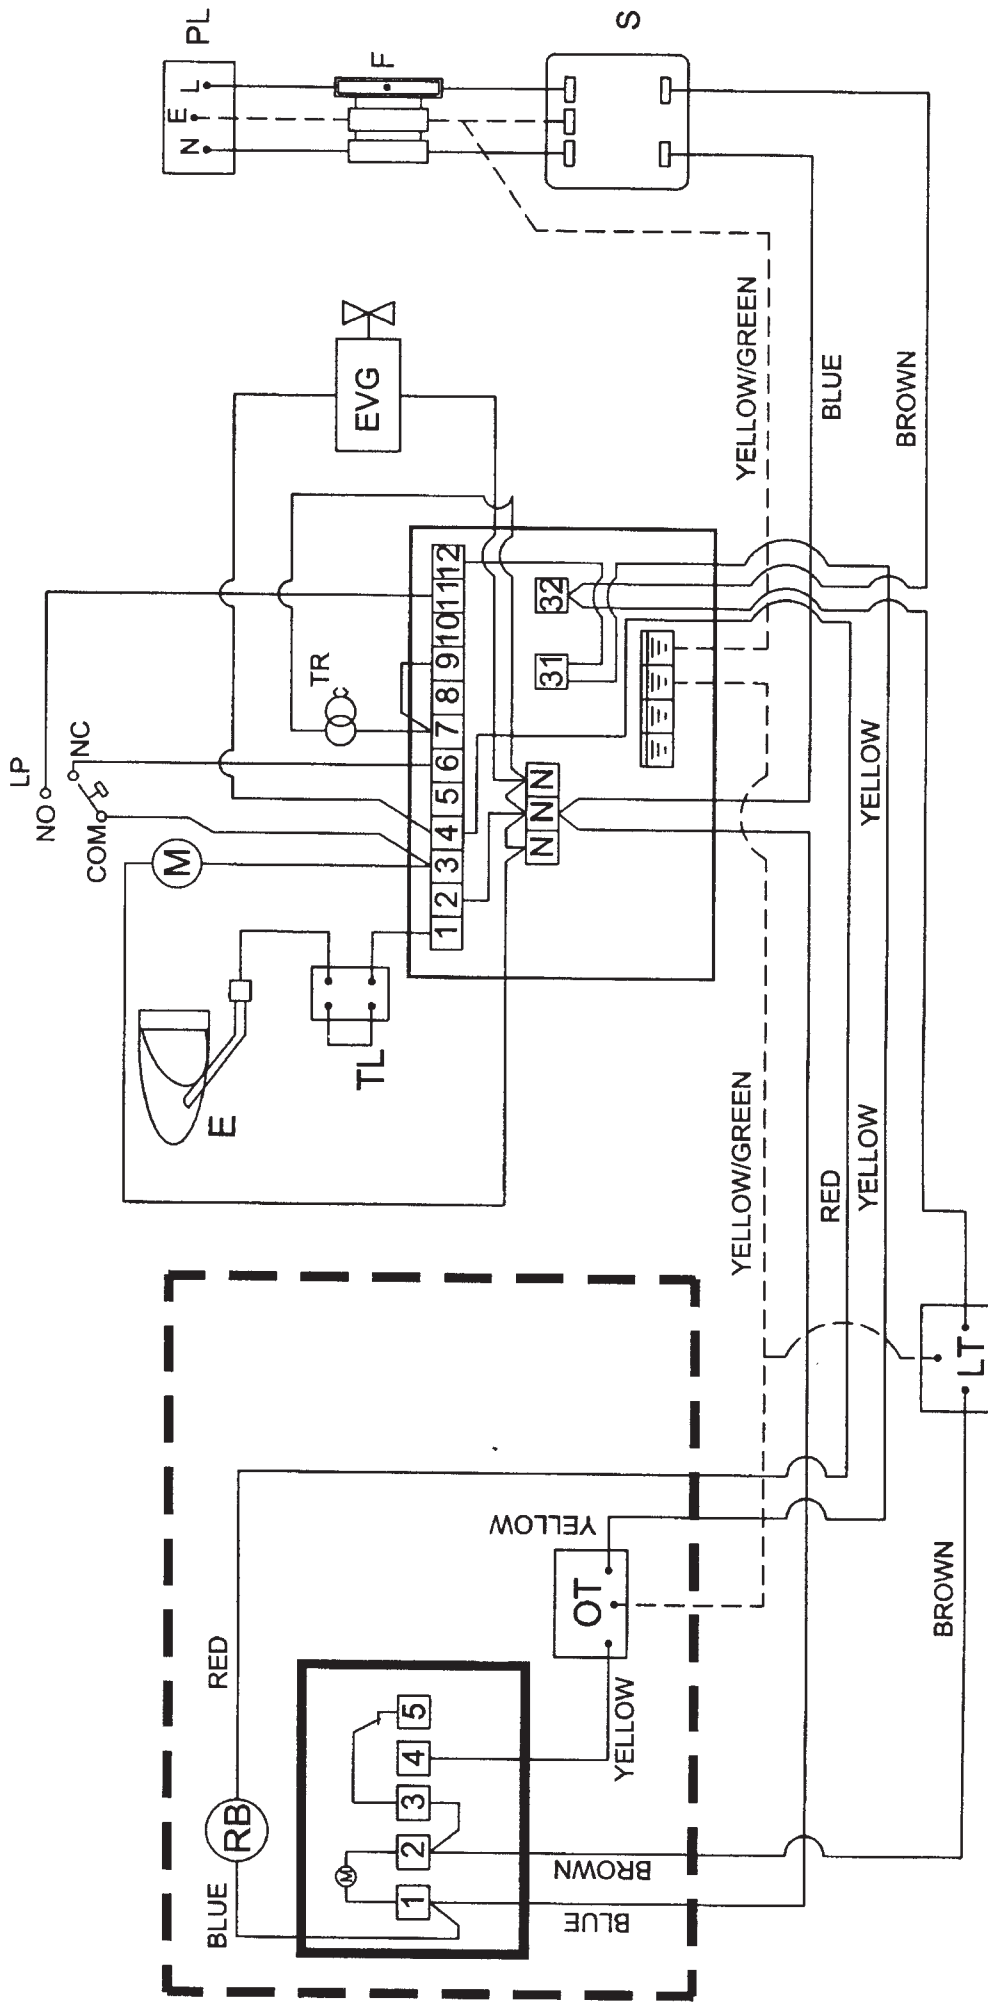 PL
N E L
F
S
EVG
YELLOW/GREEN
BLUE
BROWN
LP
NO
NC
COM
M
TR
1 2 3 4 5 6 7 8 9 10 11 12
31
32
N N N
E
TL
YELLOW
YELLOW/GREEN
RED
YELLOW
LT
RB
RED
BLUE
M
1 2 3 4 5
OT
YELLOW
YELLOW
BROWN
BLUE
BROWN